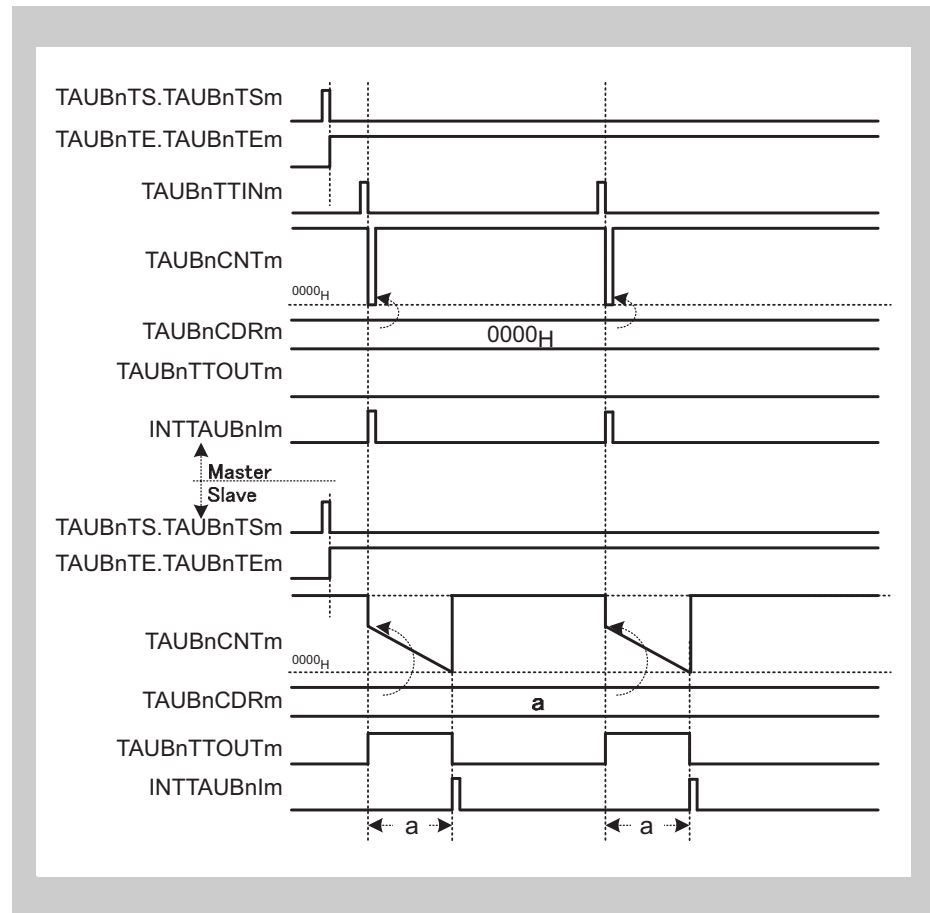 TAUBnTS.TAUBnTSm
TAUBnTE.TAUBnTEm
TAUBnTTINm
TAUBnCNTm
0000H
TAUBnCDRm
0000H
TAUBnTTOUTm
INTTAUBnIm
Master
Slave
TAUBnTS.TAUBnTSm
TAUBnTE.TAUBnTEm
TAUBnCNTm
0000H
TAUBnCDRm
a
TAUBnTTOUTm
INTTAUBnIm
a a